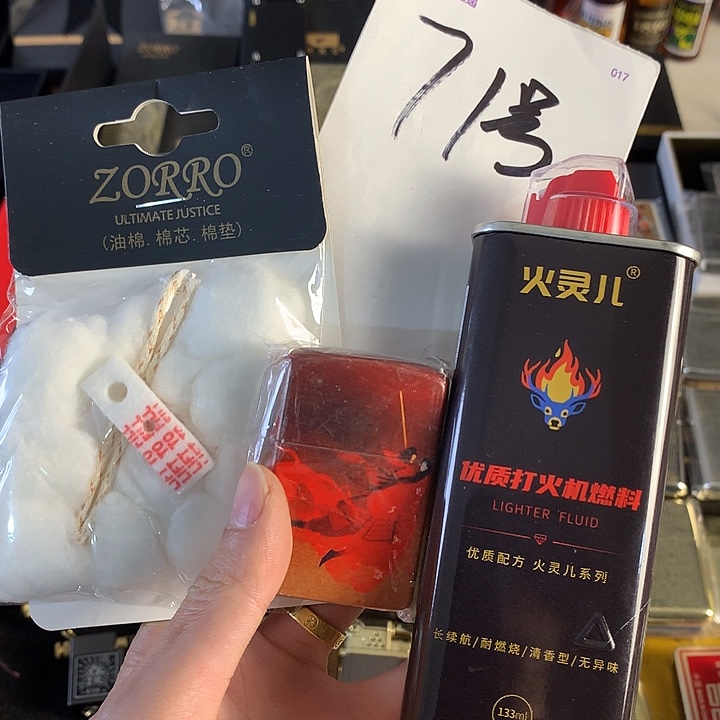 017
71号
ZORRO®
ULTIMATE JUSTICE
(油棉.棉芯.棉垫)
火灵儿®
优质打火机燃料
LIGHTER FLUID
优质配方 火灵儿系列
长续航/耐燃烧/清香型/无异味
133ml